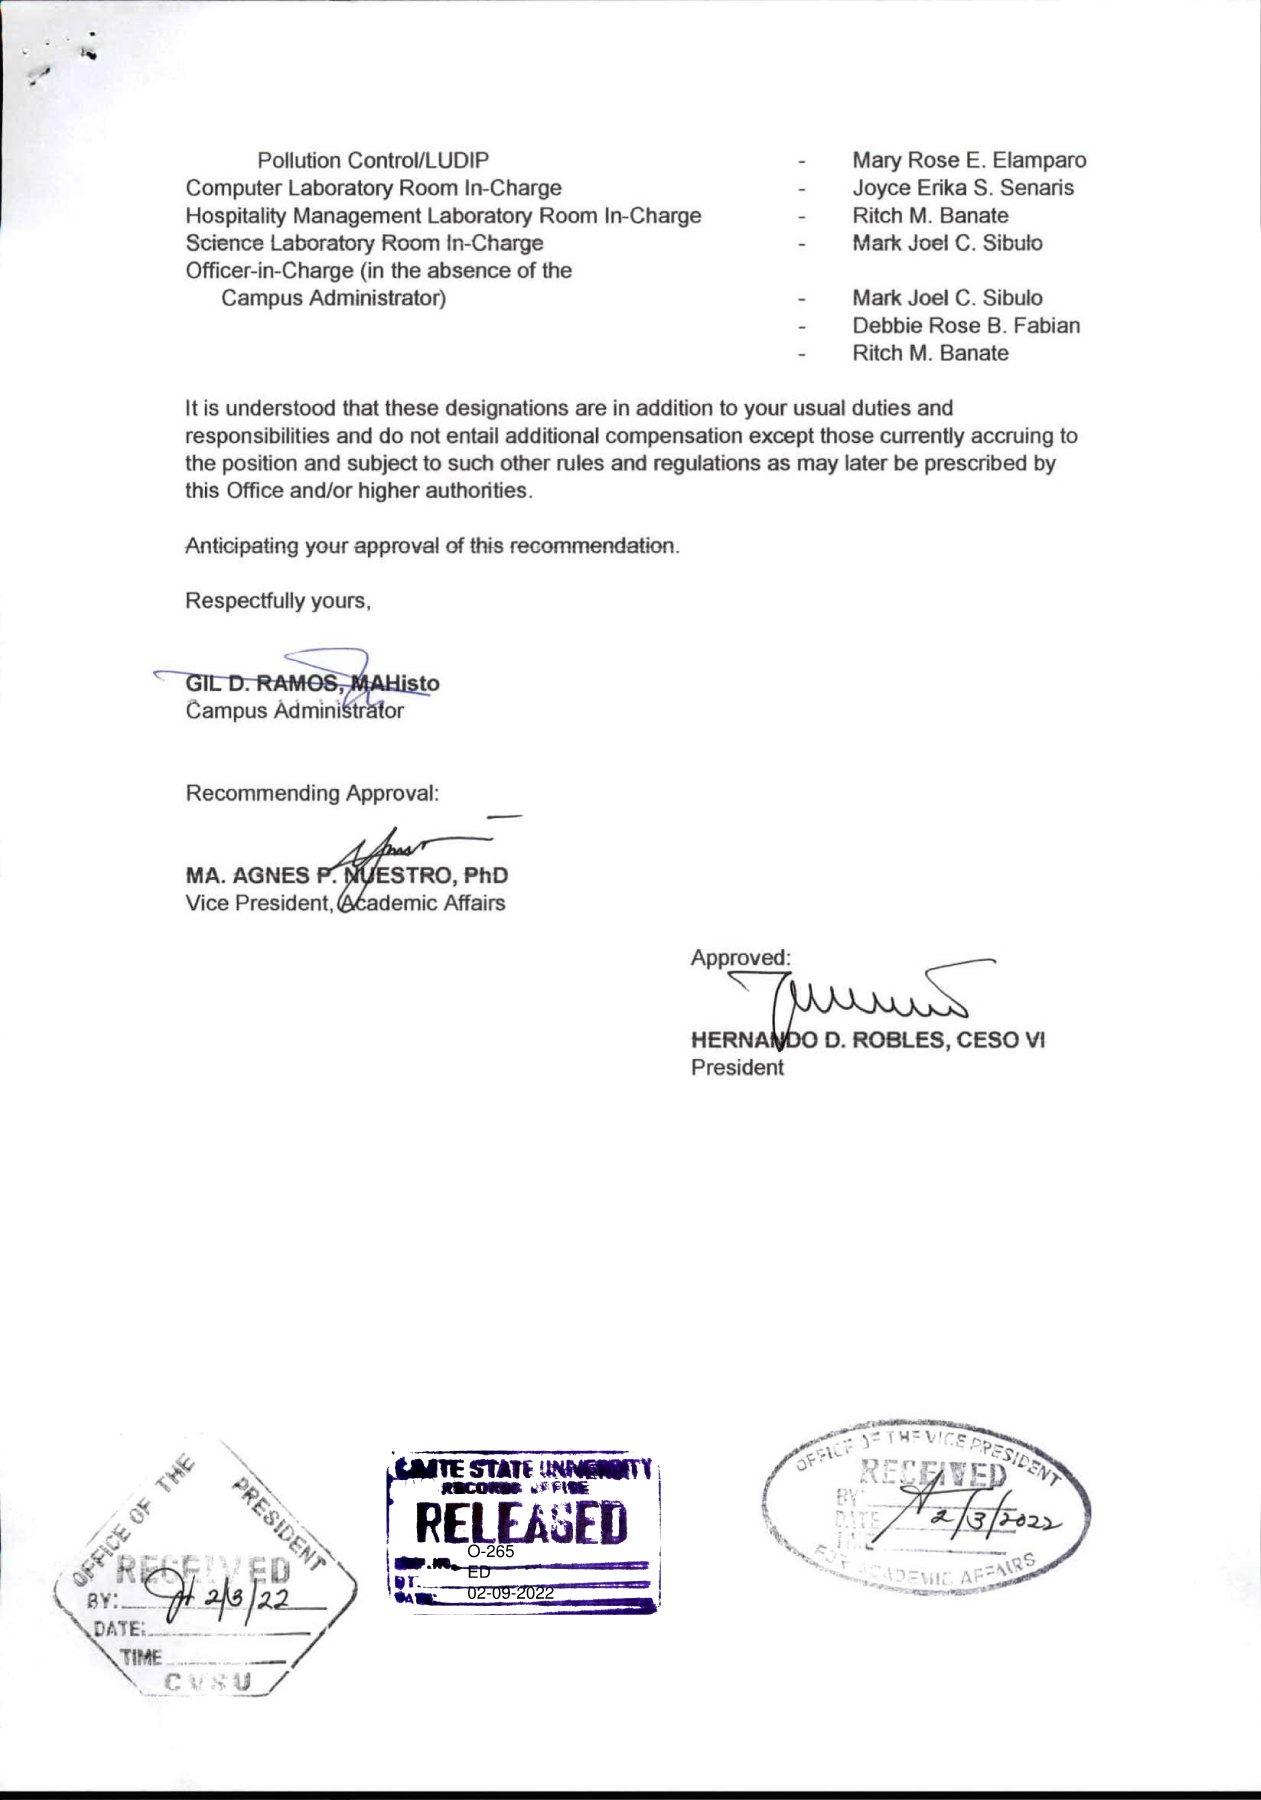 Pollution Control/LUDIP - Mary Rose E. Elamparo
Computer Laboratory Room In-Charge - Joyce Erika S. Senaris
Hospitality Management Laboratory Room In-Charge - Ritch M. Banate
Science Laboratory Room In-Charge - Mark Joel C. Sibulo
Officer-in-Charge (in the absence of the
Campus Administrator) - Mark Joel C. Sibulo
- Debbie Rose B. Fabian
- Ritch M. Banate
It is understood that these designations are in addition to your usual duties and
responsibilities and do not entail additional compensation except those currently accruing to
the position and subject to such other rules and regulations as may later be prescribed by
this Office and/or higher authorities.
Anticipating your approval of this recommendation.
Respectfully yours,
GIL D. RAMOS, MAHisto
Campus Administrator
Recommending Approval:
MA. AGNES P. NUESTRO, PhD
Vice President, Academic Affairs
Approved:
HERNANDO D. ROBLES, CESO VI
President
OFFICE OF THE PRESIDENT
RECEIVED
BY: 2/3/22
DATE:
TIME
CVSU
CAVITE STATE UNIVERSITY
RECORDS OFFICE
RELEASED
O-265
ED
02-09-2022
OFFICE OF THE VICE PRESIDENT
RECEIVED
BY
DATE 2/3/2022
TIME
FOR ACADEMIC AFFAIRS